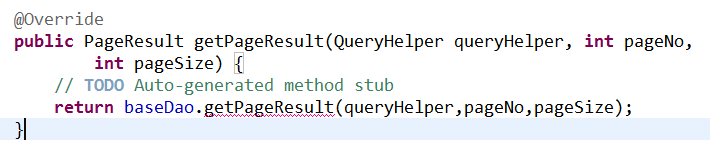 @Override
public PageResult getPageResult(QueryHelper queryHelper, int pageNo,
int pageSize) {
// TODO Auto-generated method stub
return baseDao.getPageResult(queryHelper,pageNo,pageSize);
}